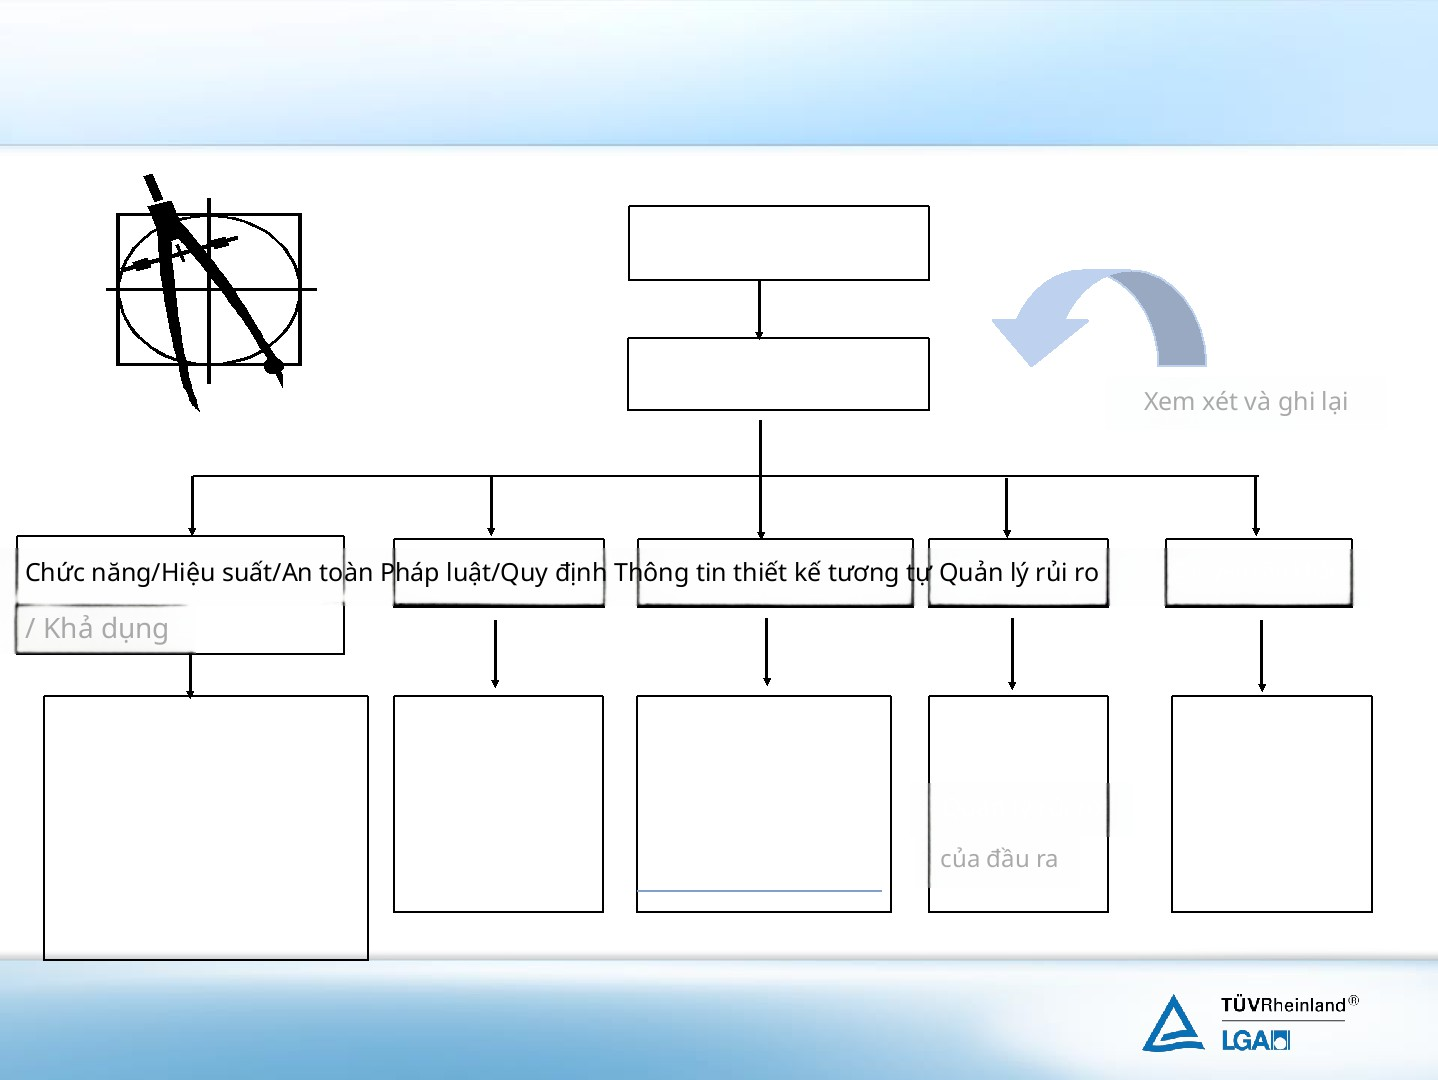 Xem xét và ghi lại
Chức năng/Hiệu suất/An toàn Pháp luật/Quy định Thông tin thiết kế tương tự Quản lý rủi ro
/ Khả dụng
của đầu ra
TÜVRheinland®
LGA